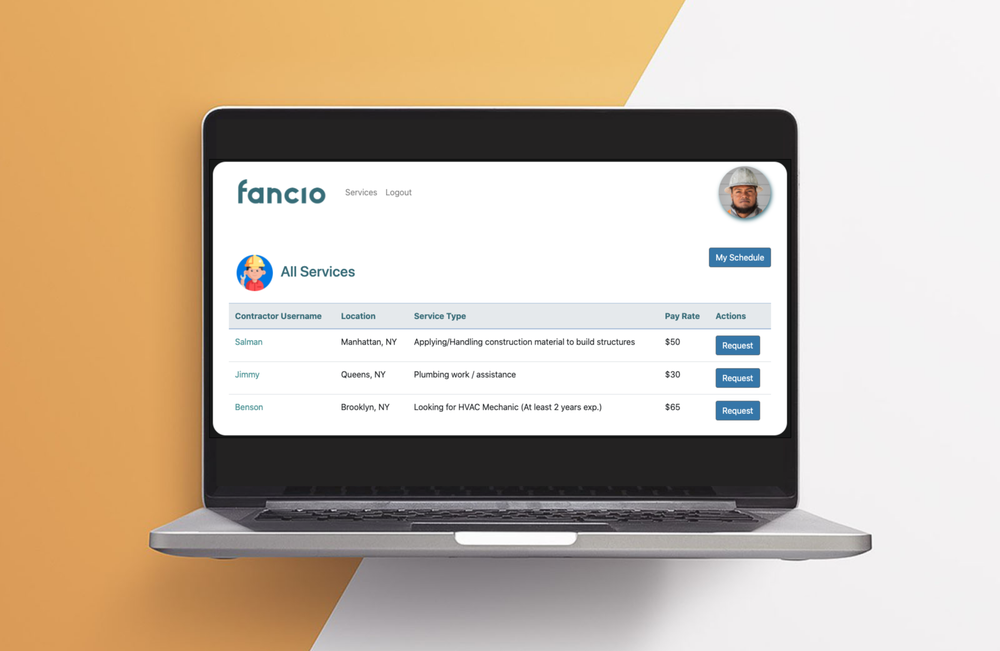 fancio
Services Logout
My Schedule
All Services
Contractor Username Location Service Type Pay Rate Actions
Salman Manhattan, NY Applying/Handling construction material to build structures $50 Request
Jimmy Queens, NY Plumbing work / assistance $30 Request
Benson Brooklyn, NY Looking for HVAC Mechanic (At least 2 years exp.) $65 Request